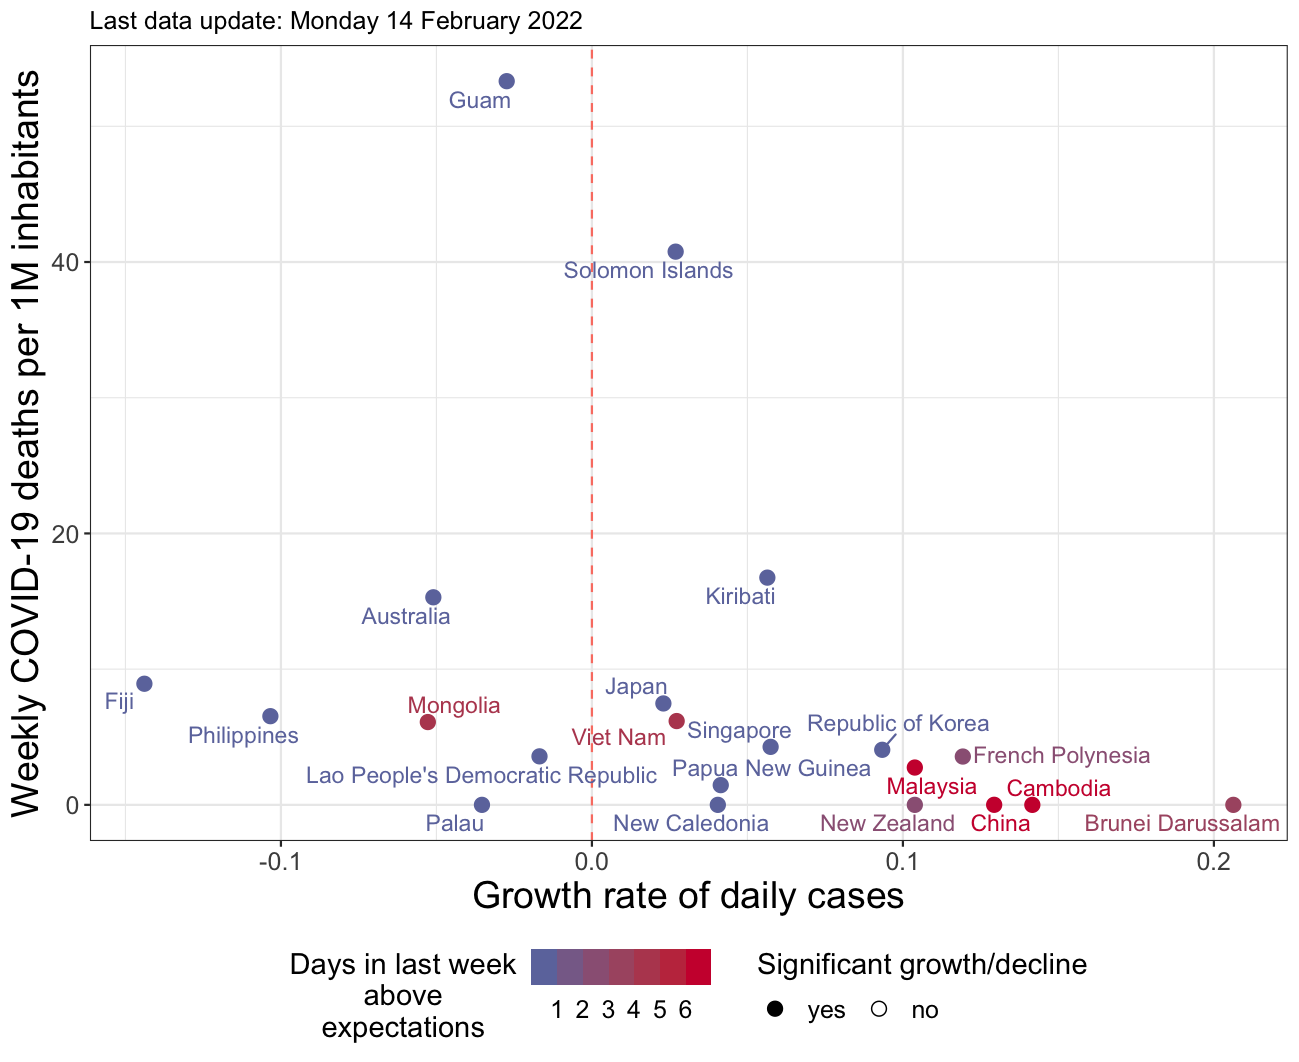 Last data update: Monday 14 February 2022
Weekly COVID-19 deaths per 1M inhabitants
40
20
0
Guam
Solomon Islands
Kiribati
Australia
Fiji
Philippines
Mongolia
Japan
Viet Nam
Singapore
Republic of Korea
French Polynesia
Lao People's Democratic Republic
Papua New Guinea
Malaysia
Cambodia
Palau
New Caledonia
New Zealand
China
Brunei Darussalam
-0.1
0.0
0.1
0.2
Growth rate of daily cases
Days in last week
above
expectations
1 2 3 4 5 6
Significant growth/decline
yes
no